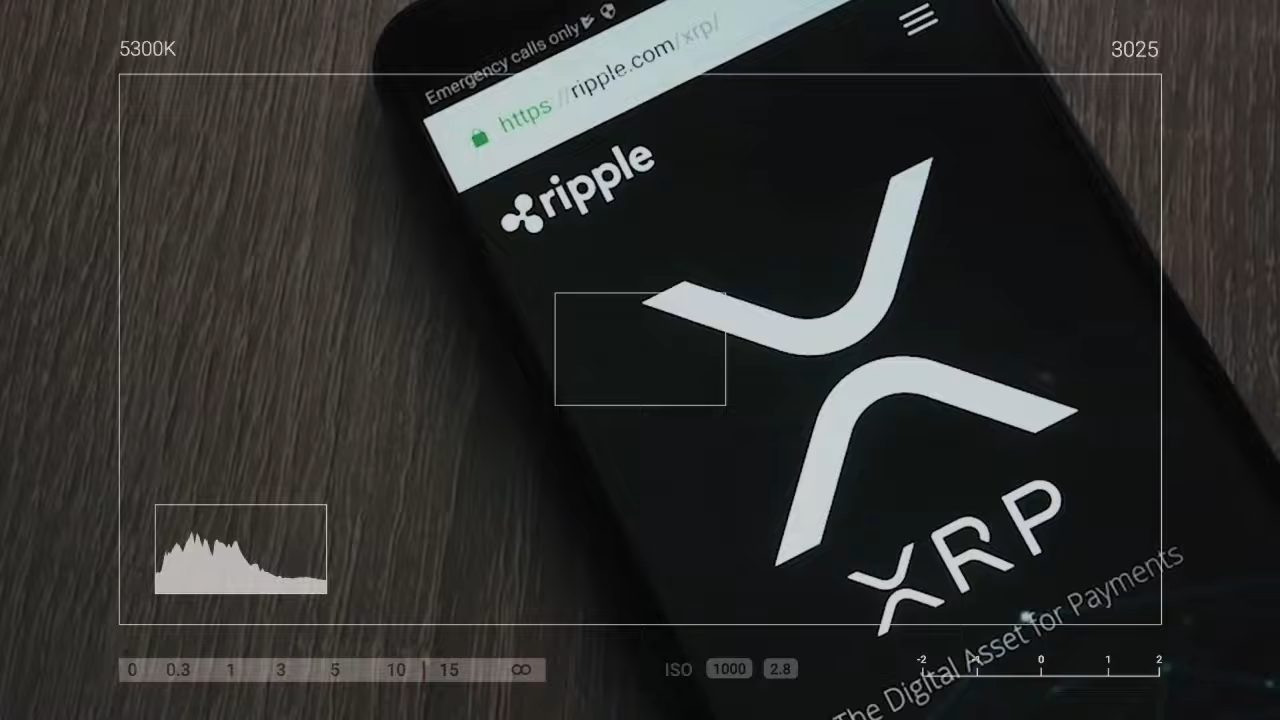 5300K
3025
Emergency calls only
https://ripple.com/xrp/
ripple
XRP
The Digital Asset for Payments
0 0.3 1 3 5 10 15 ∞
ISO 1000 2.8
-2 -1 0 1 2